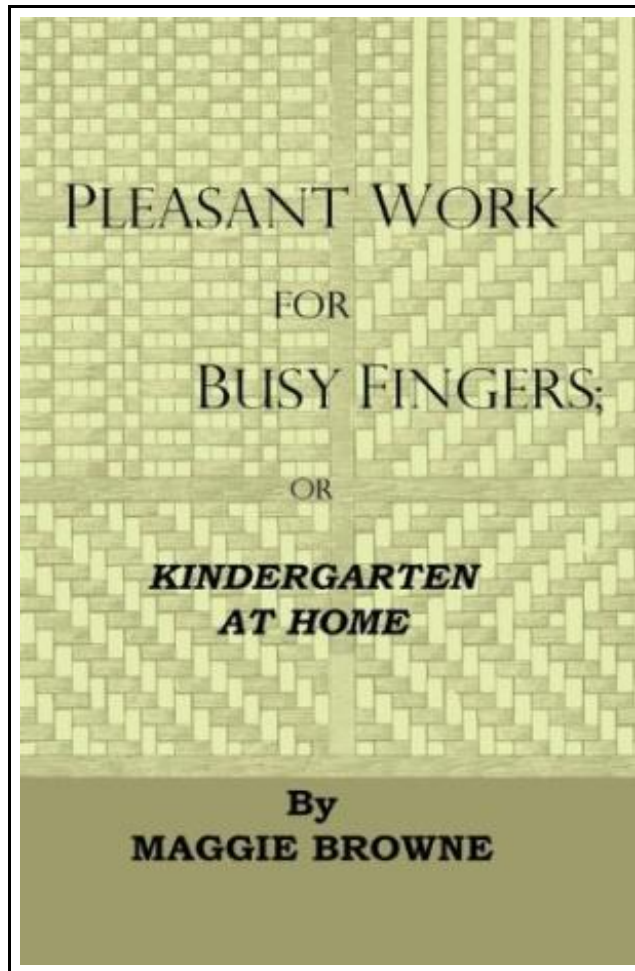 PLEASANT WORK
FOR
BUSY FINGERS;
OR
KINDERGARTEN
AT HOME
By
MAGGIE BROWNE